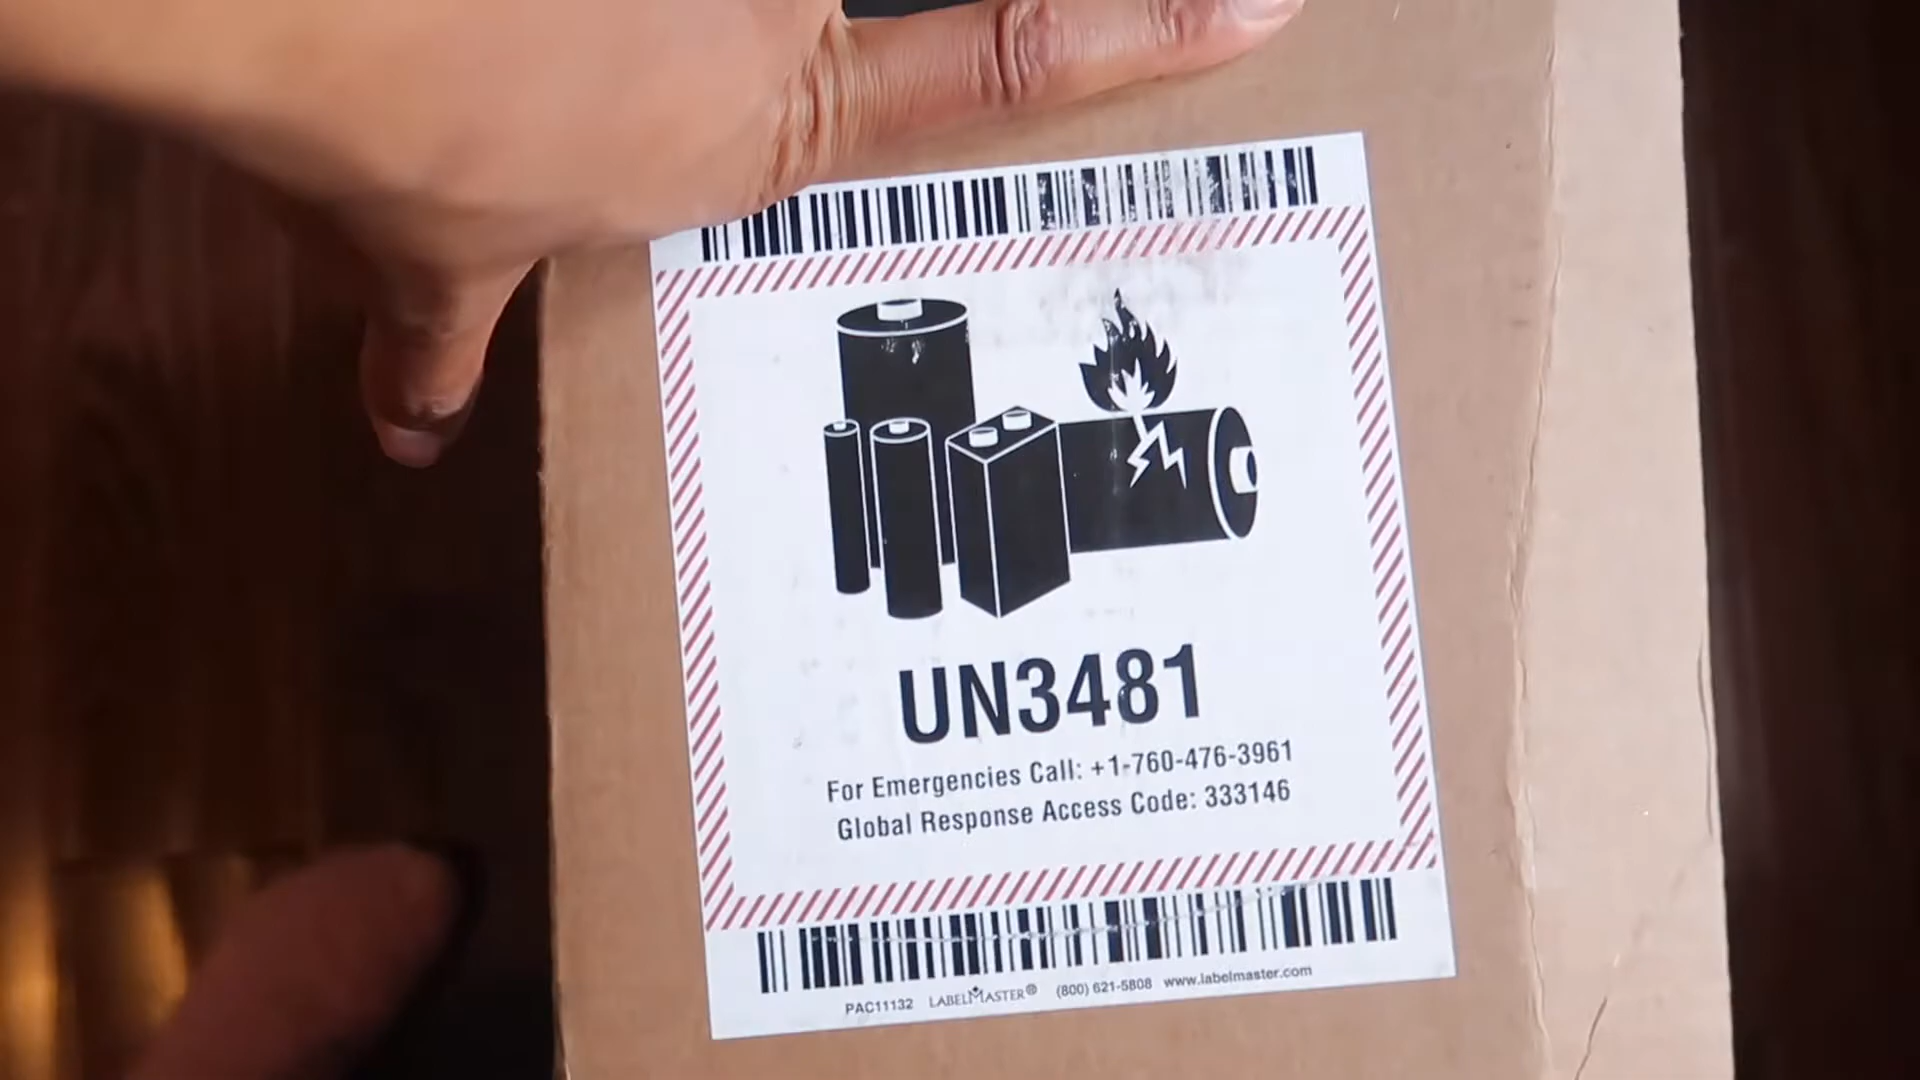 UN3481
For Emergencies Call: +1-760-476-3961
Global Response Access Code: 333146
PAC11132 LABELMASTER® (800) 621-5808 www.labelmaster.com